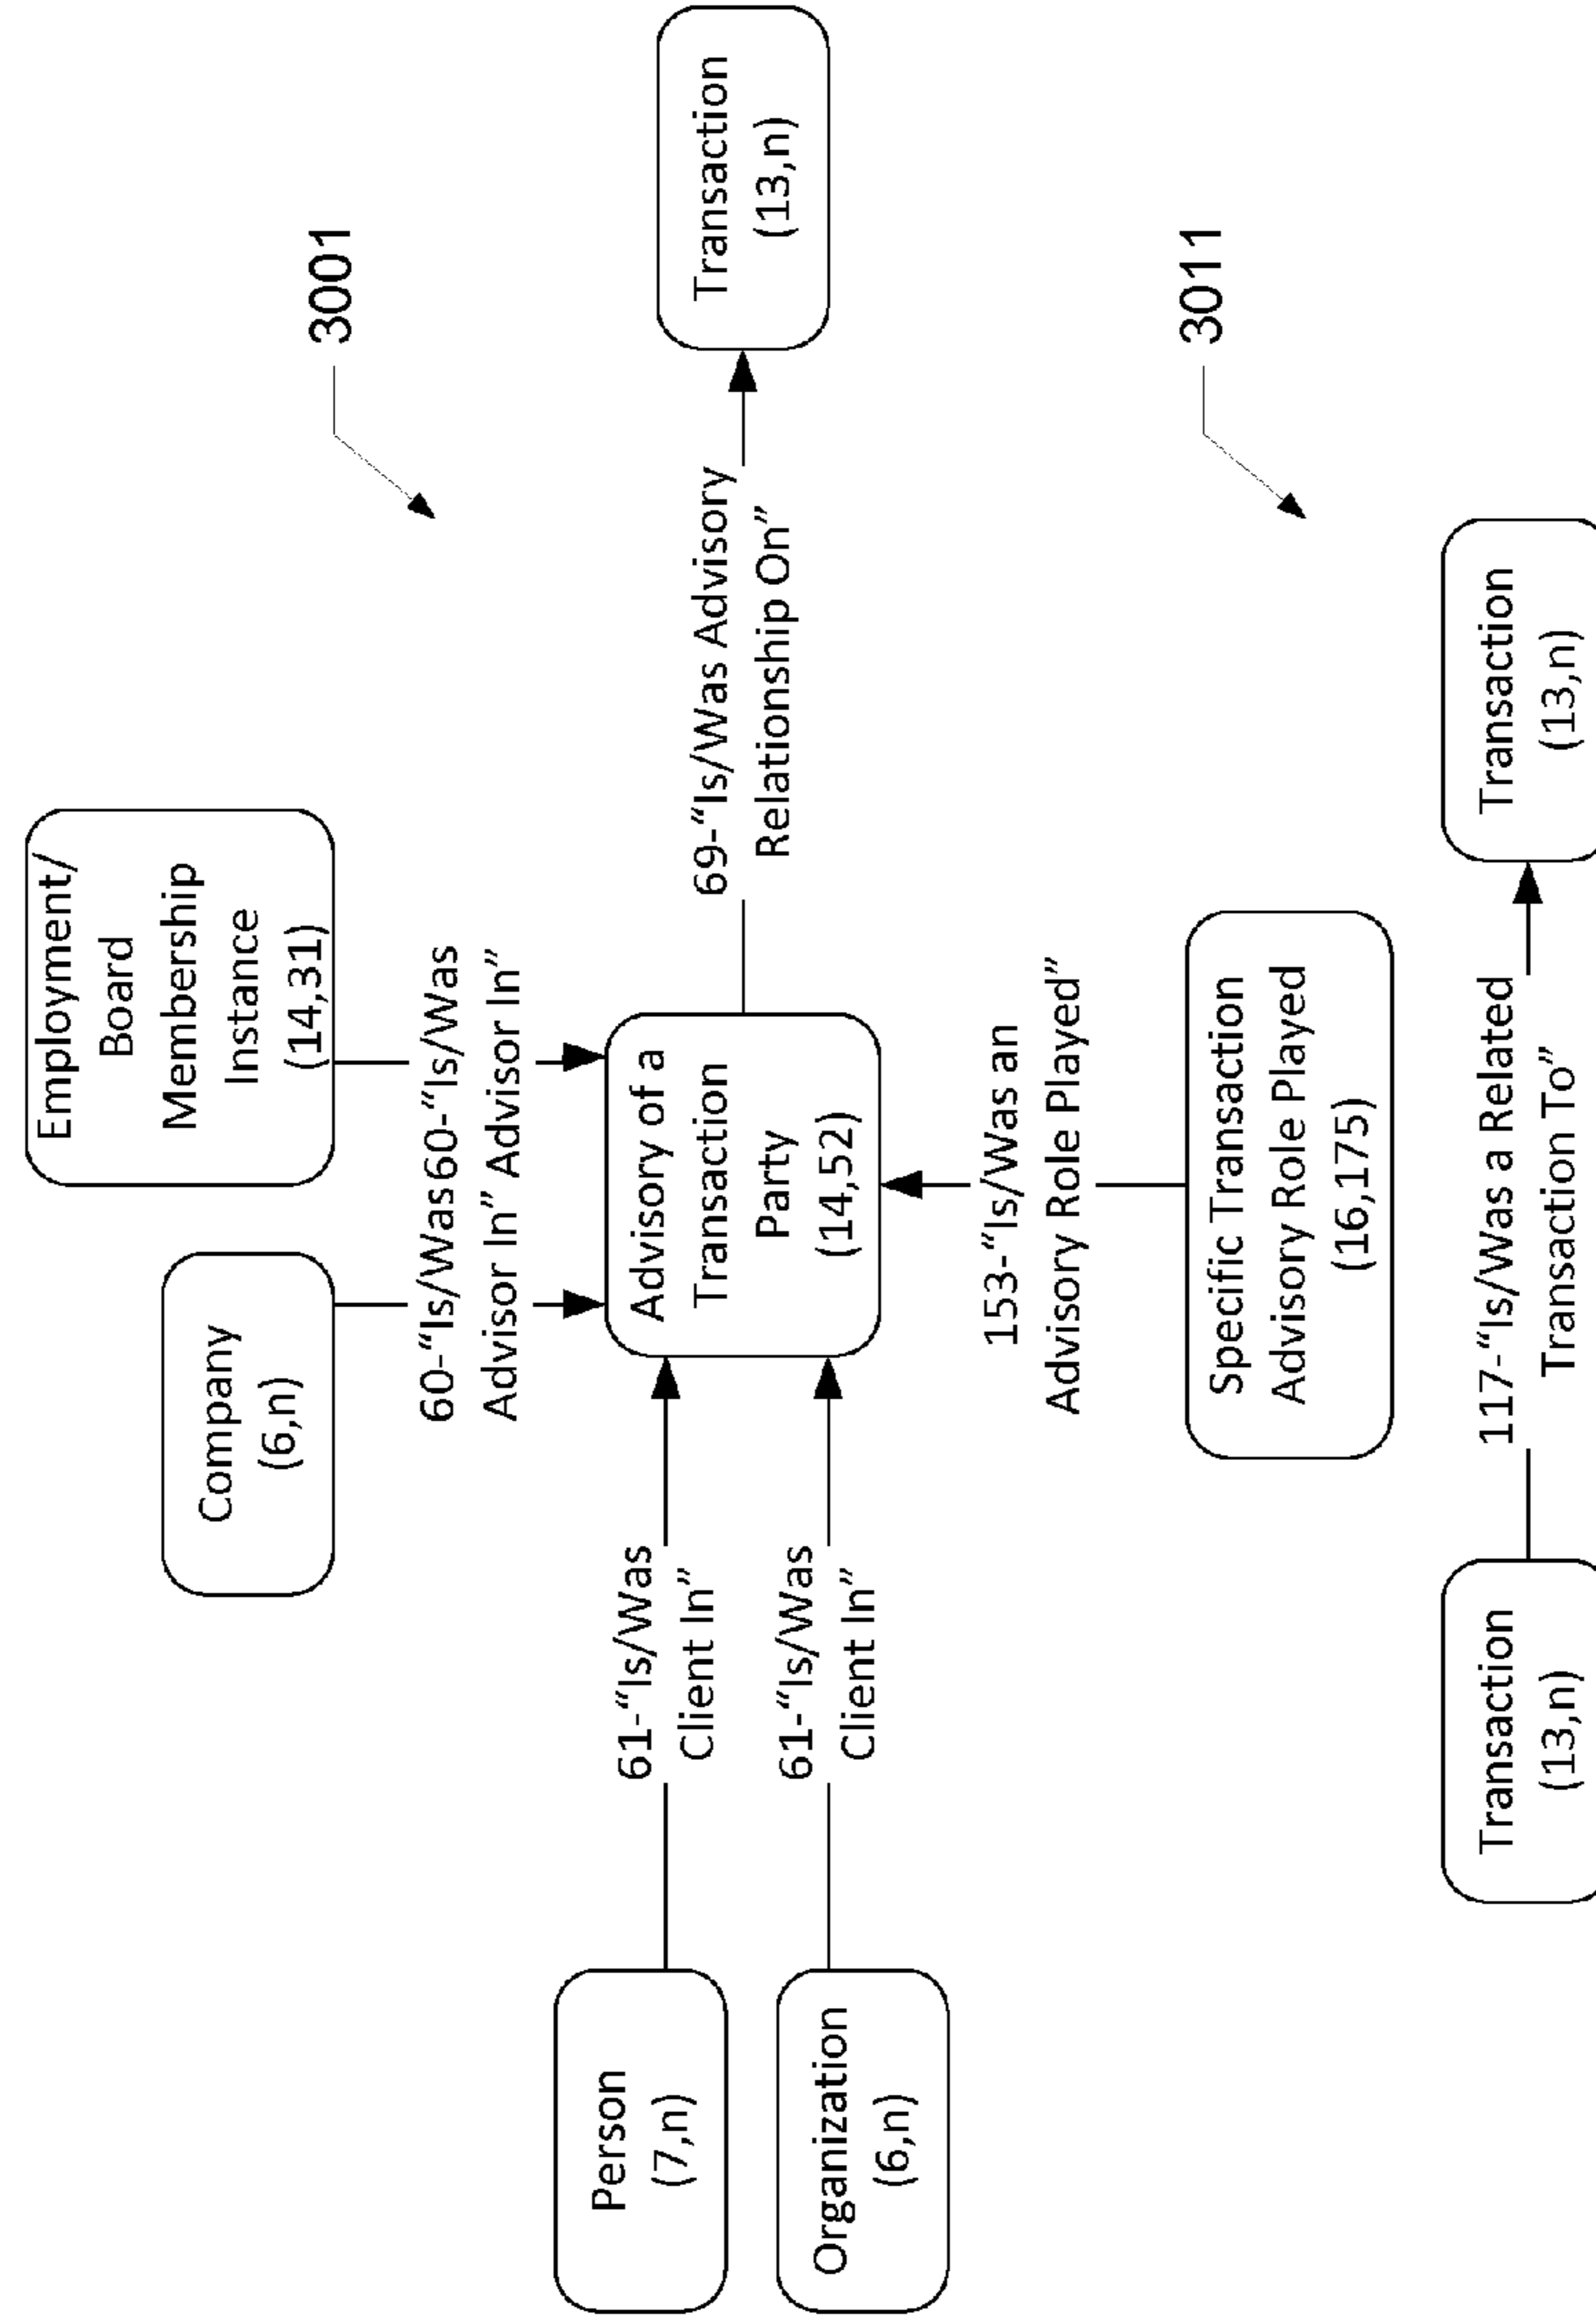 Employment/
Board
Membership
Instance
(14,31)
Company
(6,n)
3001
60-“Is/Was
Advisor In”
60-“Is/Was
Advisor In”
Person
(7,n)
61-“Is/Was
Client In”
Advisory of a
Transaction
Party
(14,52)
69-“Is/Was Advisory
Relationship On”
Transaction
(13,n)
Organization
(6,n)
61-“Is/Was
Client In”
153-“Is/Was an
Advisory Role Played”
Specific Transaction
Advisory Role Played
(16,175)
3011
Transaction
(13,n)
117-“Is/Was a Related
Transaction To”
Transaction
(13,n)